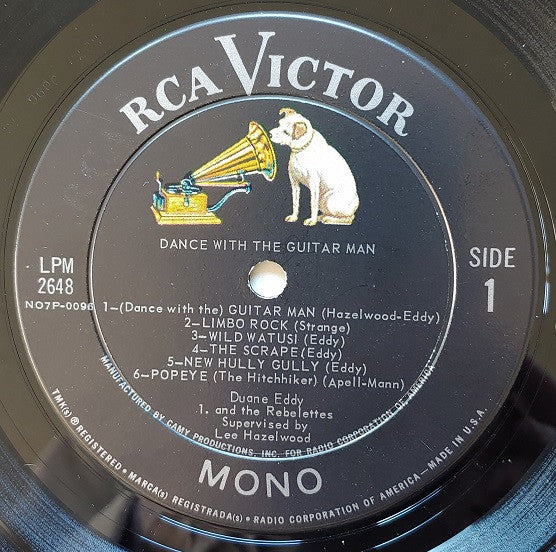 RCA VICTOR
DANCE WITH THE GUITAR MAN
LPM
2648
NO7P-0096
SIDE
1
1—(Dance with the) GUITAR MAN (Hazelwood-Eddy)
2—LIMBO ROCK (Strange)
3—WILD WATUSI (Eddy)
4—THE SCRAPE (Eddy)
5—NEW HULLY GULLY (Eddy)
6—POPEYE (The Hitchhiker) (Apell-Mann)
Duane Eddy
1. and the Rebelettes
Supervised by
Lee Hazelwood
MANUFACTURED BY CAMY PRODUCTIONS, INC. FOR RADIO CORPORATION OF AMERICA
MONO
TMK(s) ® REGISTERED • MARCA(s) REGISTRADA(s) • RADIO CORPORATION OF AMERICA — MADE IN U.S.A.